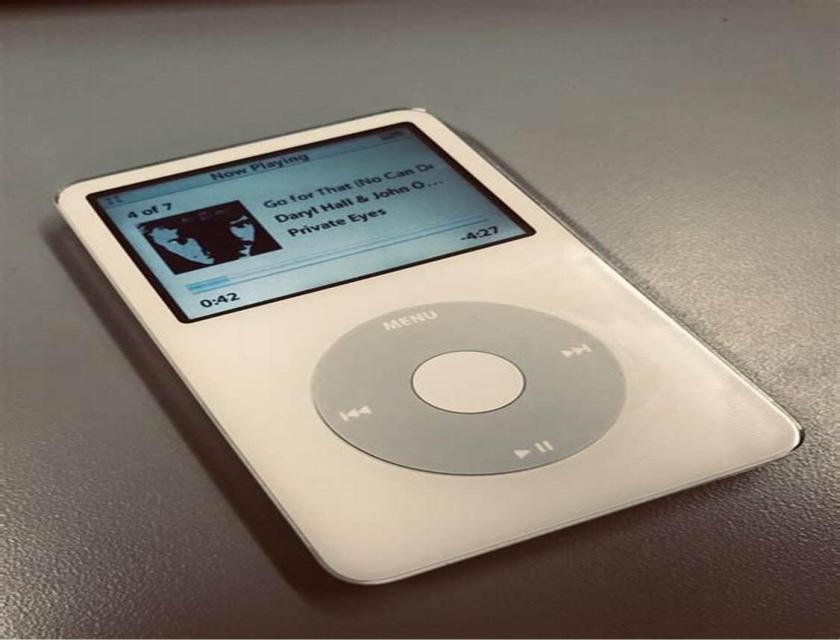 Now Playing
4 of 7
Go for That (No Can Do
Daryl Hall & John O...
Private Eyes
0:42
-4:27
MENU